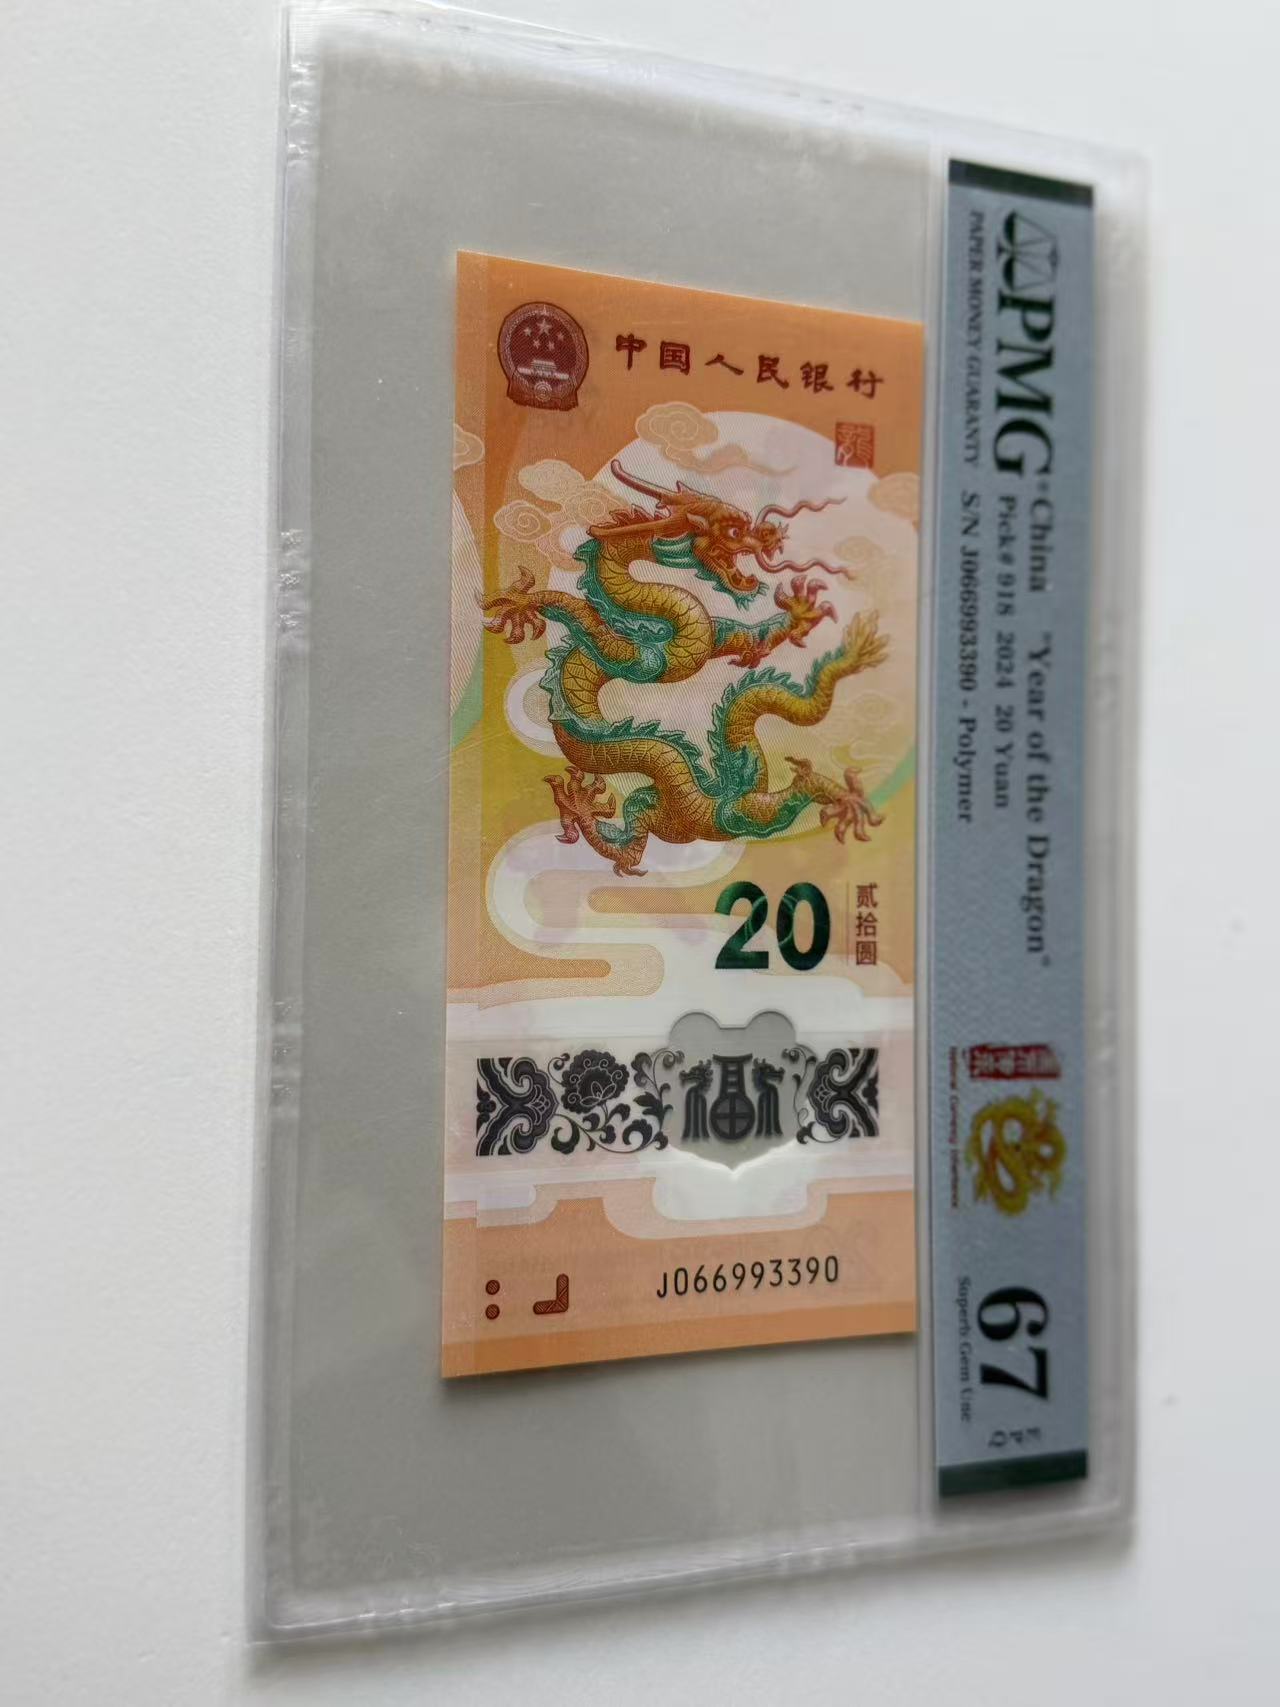 中国人民银行
龍
20
贰拾圆
J066993390
PMG
PAPER MONEY GUARANTY
China "Year of the Dragon"
Pick# 918 2024 20 Yuan
S/N J066993390 - Polymer
67
EPQ
Superb Gem Unc